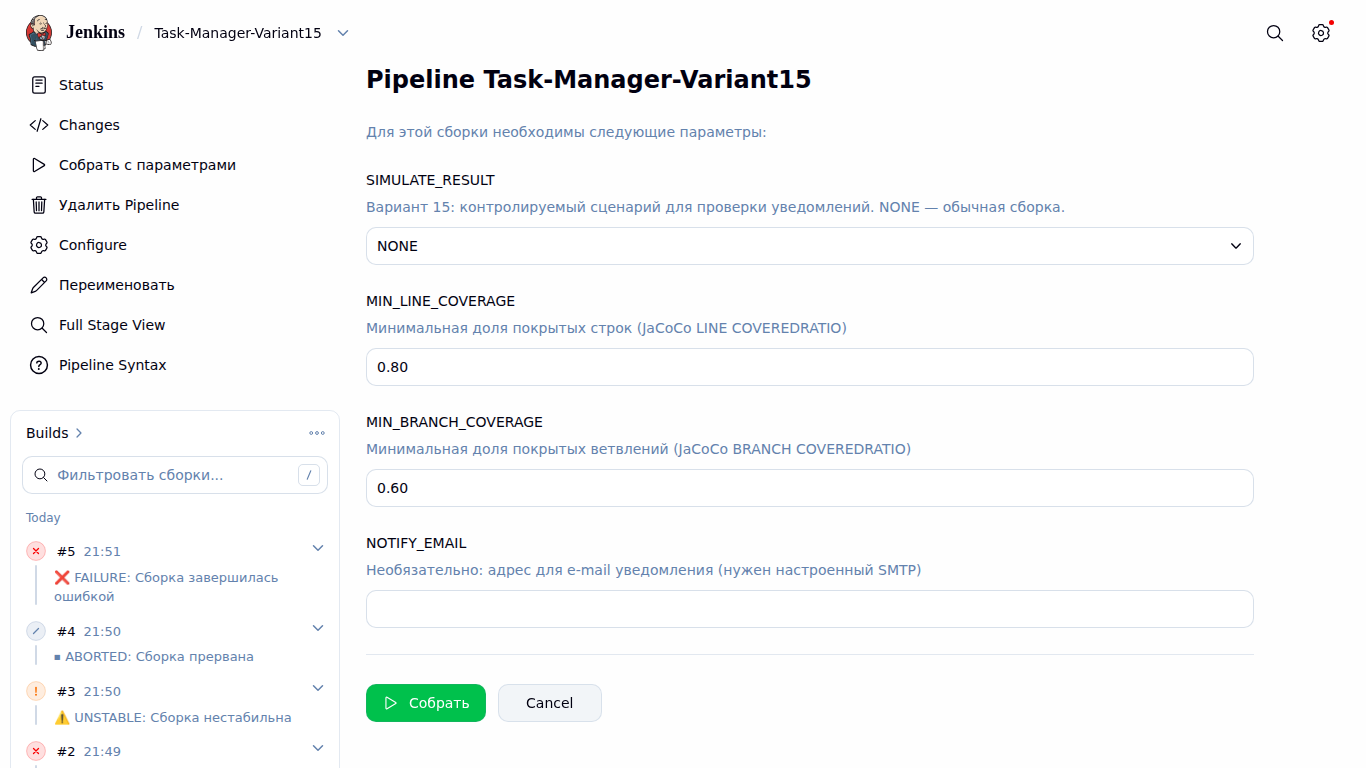 Jenkins / Task-Manager-Variant15
Status
Changes
Собрать с параметрами
Удалить Pipeline
Configure
Переименовать
Full Stage View
Pipeline Syntax
Builds
Фильтровать сборки... /
Today
#5 21:51
❌ FAILURE: Сборка завершилась
ошибкой
#4 21:50
▪ ABORTED: Сборка прервана
#3 21:50
⚠️ UNSTABLE: Сборка нестабильна
#2 21:49
Pipeline Task-Manager-Variant15
Для этой сборки необходимы следующие параметры:
SIMULATE_RESULT
Вариант 15: контролируемый сценарий для проверки уведомлений. NONE — обычная сборка.
NONE
MIN_LINE_COVERAGE
Минимальная доля покрытых строк (JaCoCo LINE COVEREDRATIO)
0.80
MIN_BRANCH_COVERAGE
Минимальная доля покрытых ветвлений (JaCoCo BRANCH COVEREDRATIO)
0.60
NOTIFY_EMAIL
Необязательно: адрес для e-mail уведомления (нужен настроенный SMTP)
Собрать
Cancel